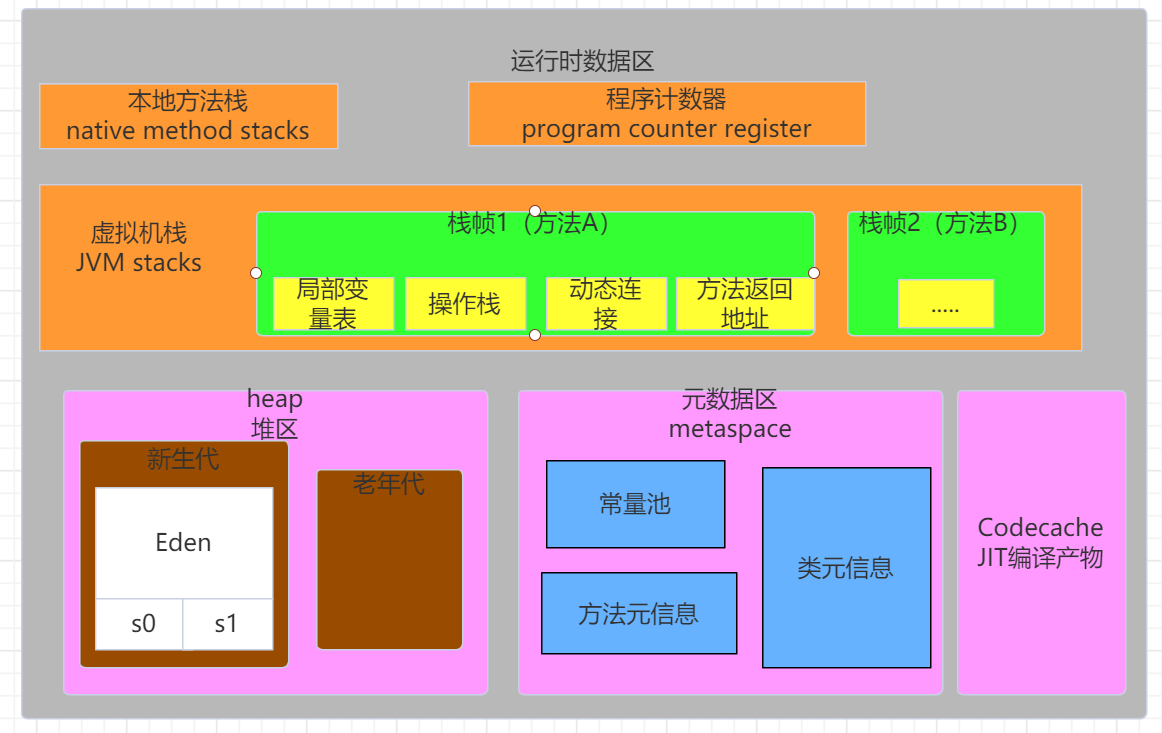 运行时数据区
本地方法栈
native method stacks
程序计数器
program counter register
虚拟机栈
JVM stacks
栈帧1（方法A）
局部变
量表
操作栈
动态连
接
方法返回
地址
栈帧2（方法B）
.....
heap
堆区
新生代
Eden
s0
s1
老年代
元数据区
metaspace
常量池
方法元信息
类元信息
Codecache
JIT编译产物